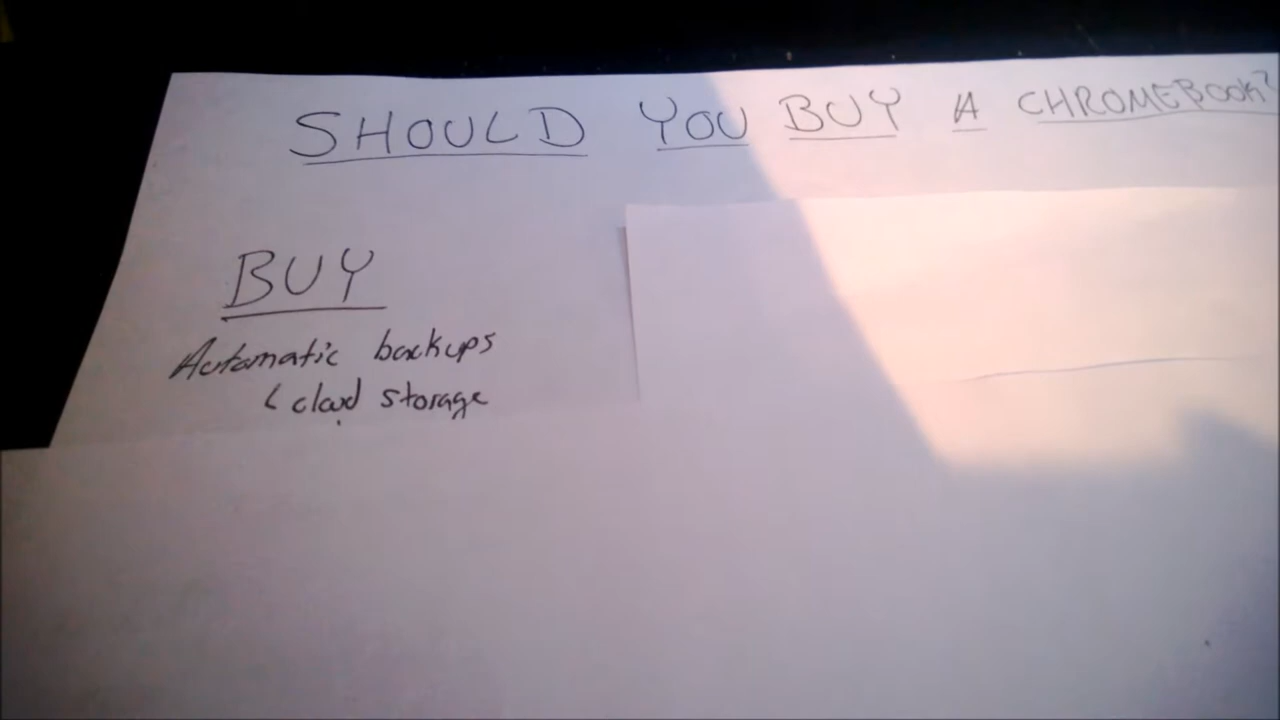 SHOULD YOU BUY A CHROMEBOOK?
BUY
Automatic backups
< cloud storage